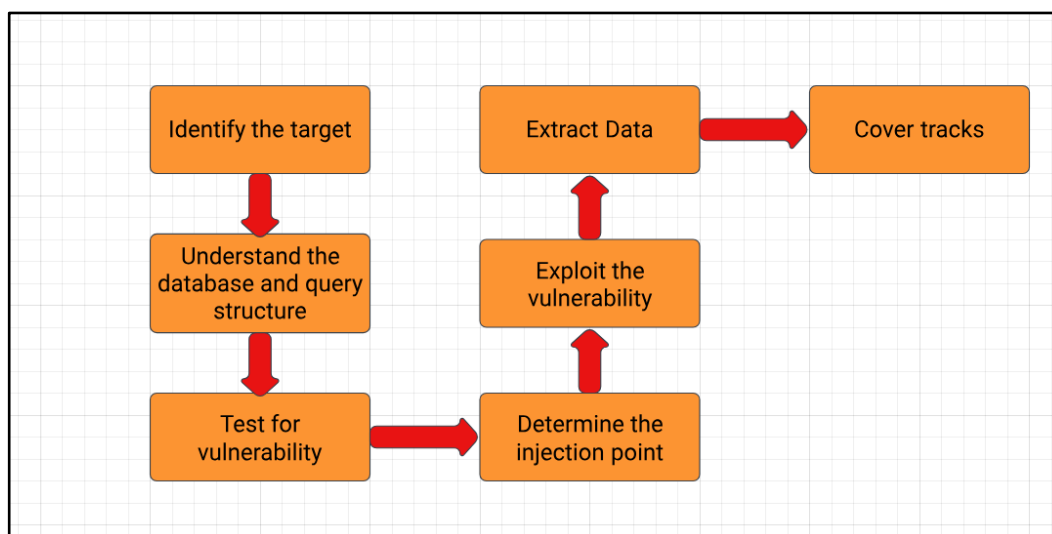 Identify the target
Understand the
database and query
structure
Test for
vulnerability
Determine the
injection point
Exploit the
vulnerability
Extract Data
Cover tracks